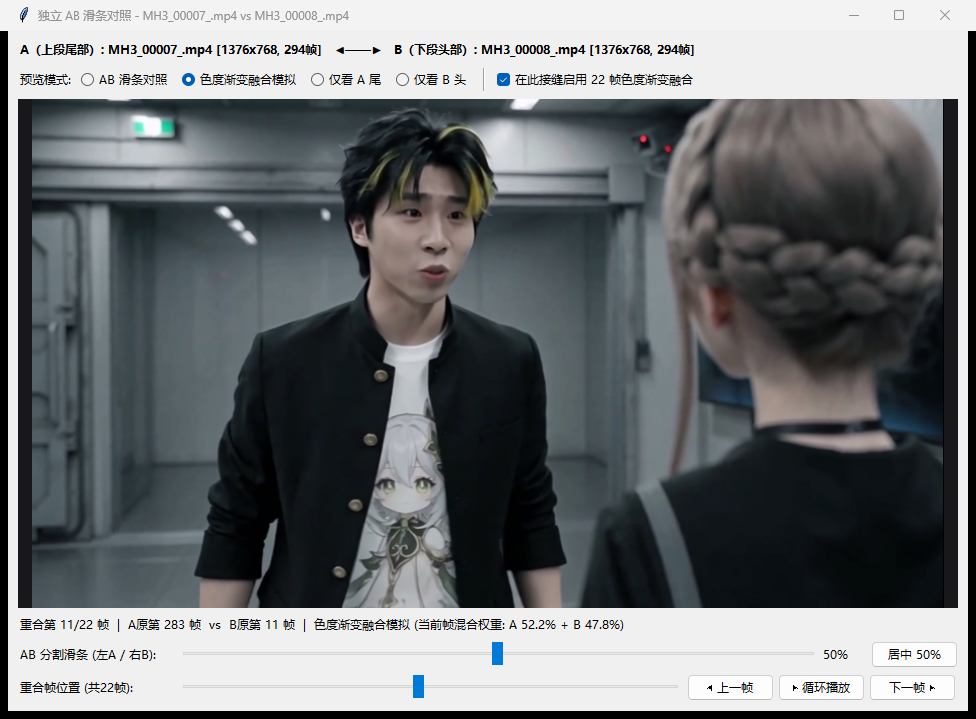 独立 AB 滑条对照 - MH3_00007_.mp4 vs MH3_00008_.mp4
A（上段尾部）: MH3_00007_.mp4 [1376x768, 294帧] ◄──► B（下段头部）: MH3_00008_.mp4 [1376x768, 294帧]
预览模式: AB 滑条对照 色度渐变融合模拟 仅看 A 尾 仅看 B 头 在此接缝启用 22 帧色度渐变融合
重合第 11/22 帧 | A原第 283 帧 vs B原第 11 帧 | 色度渐变融合模拟 (当前帧混合权重: A 52.2% + B 47.8%)
AB 分割滑条 (左A / 右B): 50% 居中 50%
重合帧位置 (共22帧): ◂ 上一帧 ▸ 循环播放 下一帧 ▸